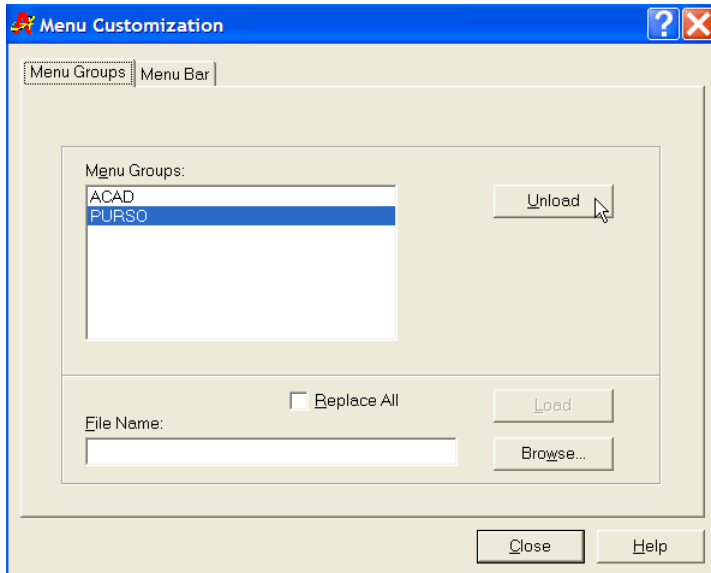 Menu Customization
Menu Groups Menu Bar
Menu Groups:
ACAD
PURSO
Unload
Replace All
Load
File Name:
Browse...
Close Help